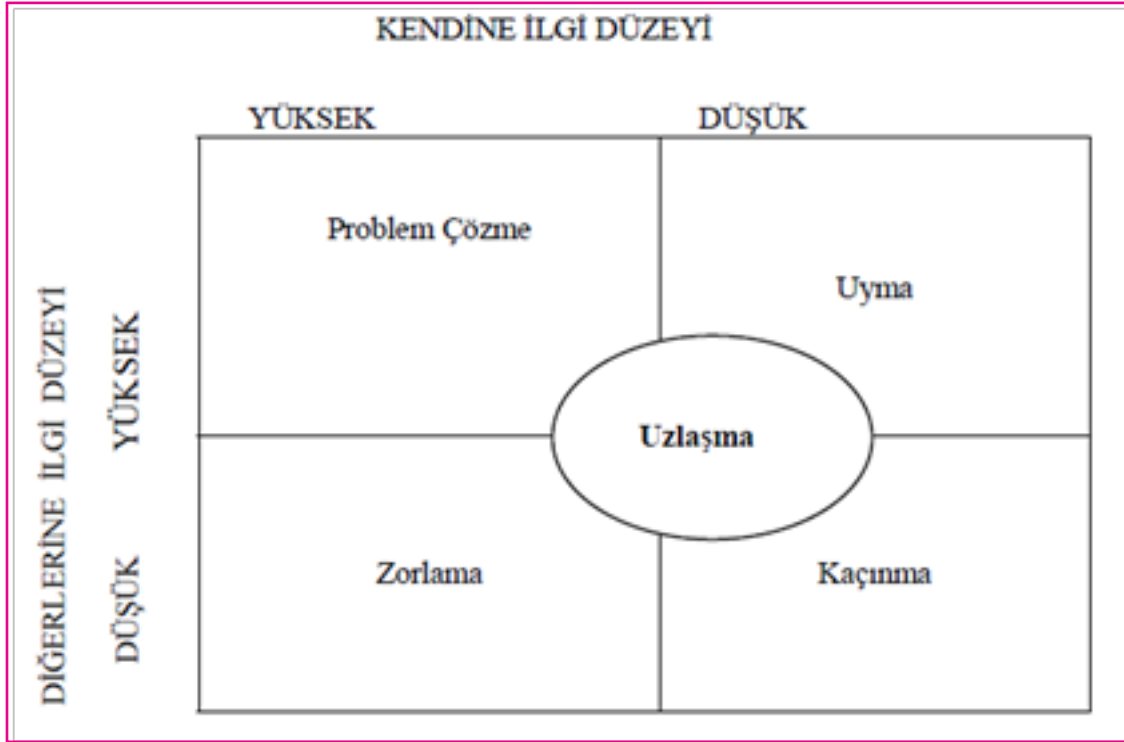 KENDİNE İLGİ DÜZEYİ
YÜKSEK DÜŞÜK
DİĞERLERİNE İLGİ DÜZEYİ
YÜKSEK
DÜŞÜK
Problem Çözme
Uyma
Uzlaşma
Zorlama
Kaçınma